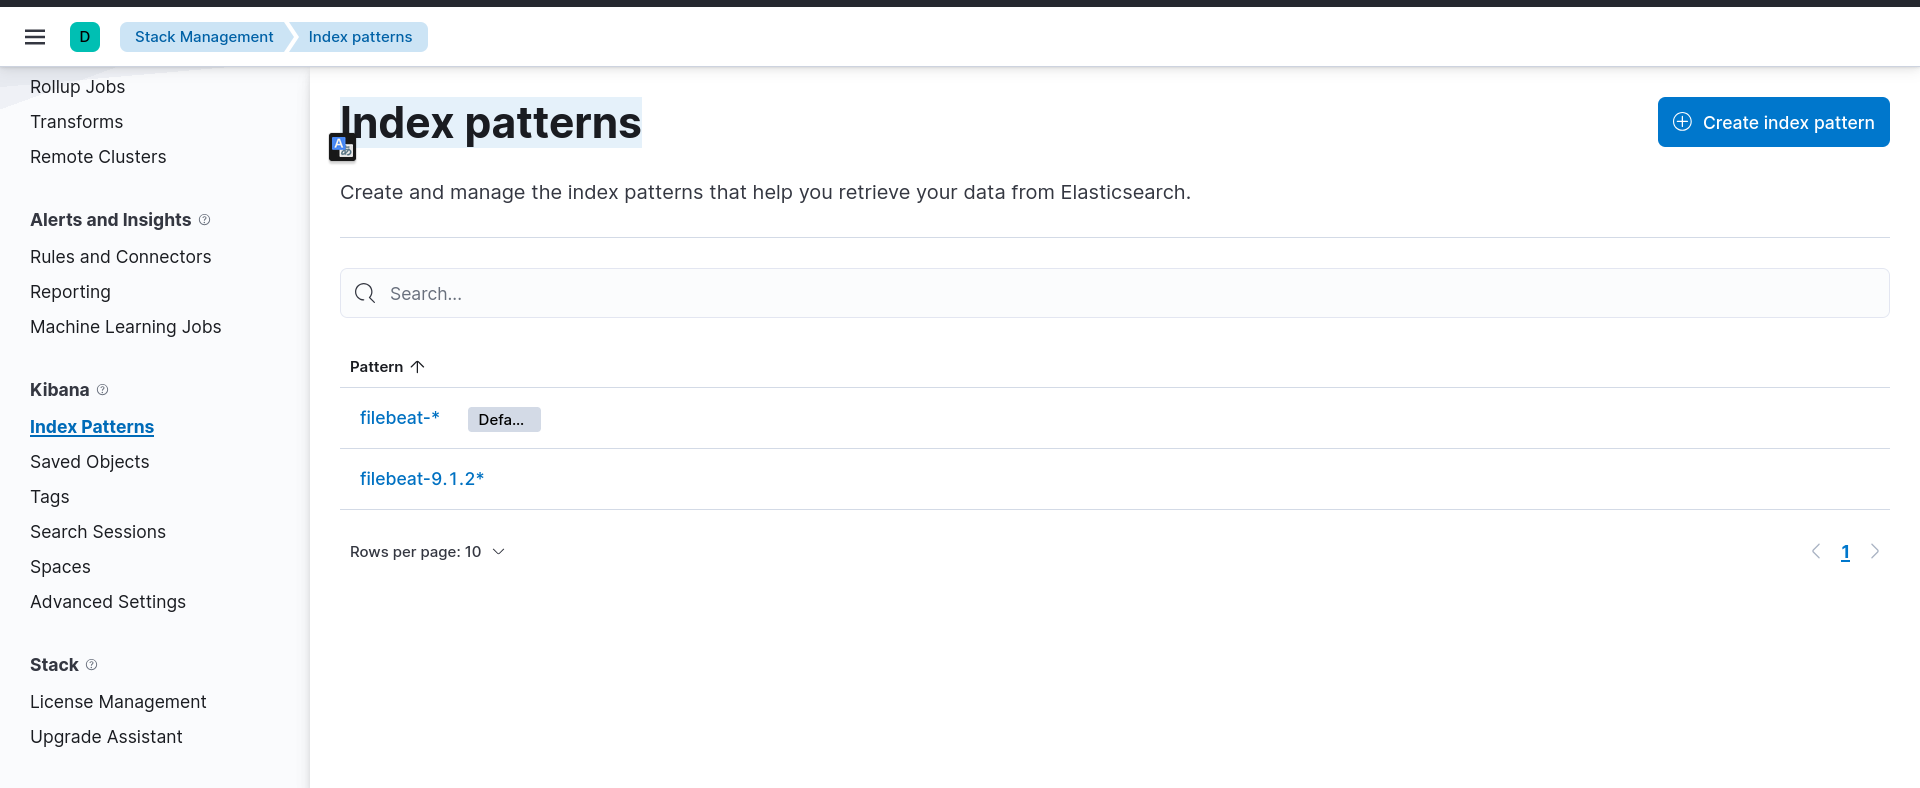 D Stack Management Index patterns
Rollup Jobs
Transforms
Remote Clusters
Alerts and Insights
Rules and Connectors
Reporting
Machine Learning Jobs
Kibana
Index Patterns
Saved Objects
Tags
Search Sessions
Spaces
Advanced Settings
Stack
License Management
Upgrade Assistant
Index patterns
Create index pattern
Create and manage the index patterns that help you retrieve your data from Elasticsearch.
Search...
Pattern
filebeat-* Defa...
filebeat-9.1.2*
Rows per page: 10
1